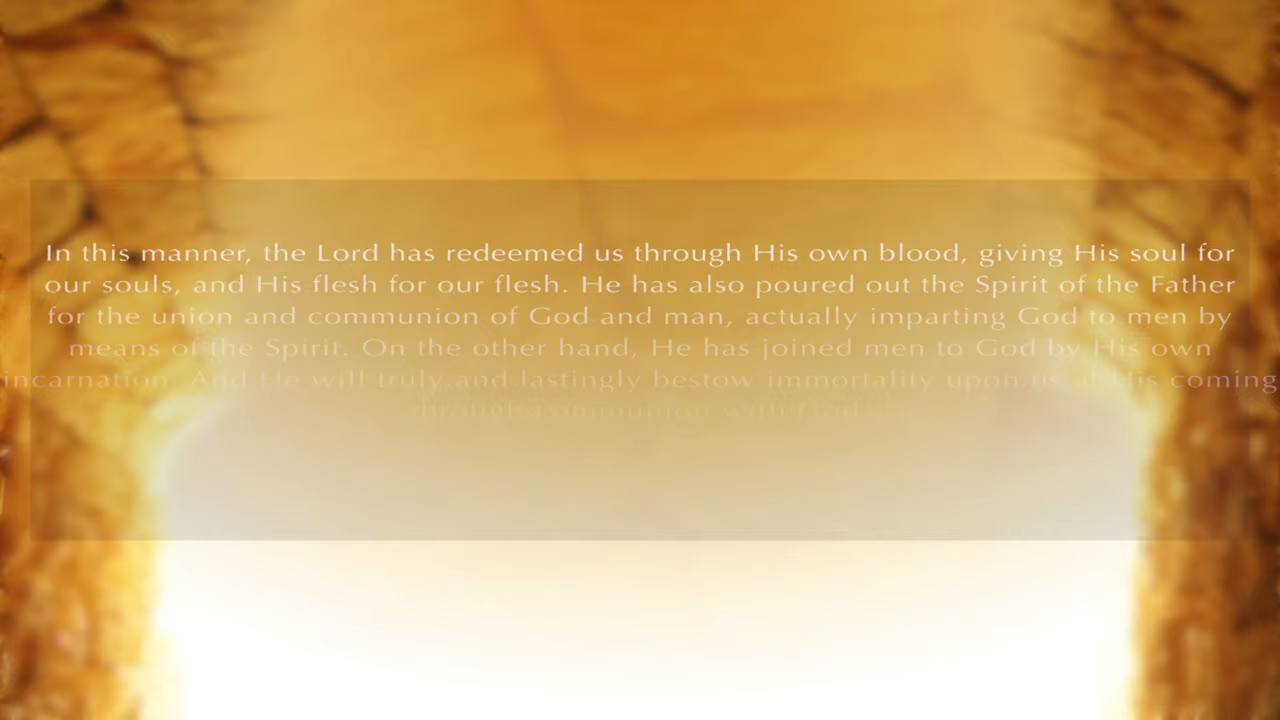 In this manner, the Lord has redeemed us through His own blood, giving His soul for
our souls, and His flesh for our flesh. He has also poured out the Spirit of the Father
for the union and communion of God and man, actually imparting God to men by
means of the Spirit. On the other hand, He has joined men to God by His own
incarnation. And He will truly and lastingly bestow immortality upon us at His coming
through communion with God.